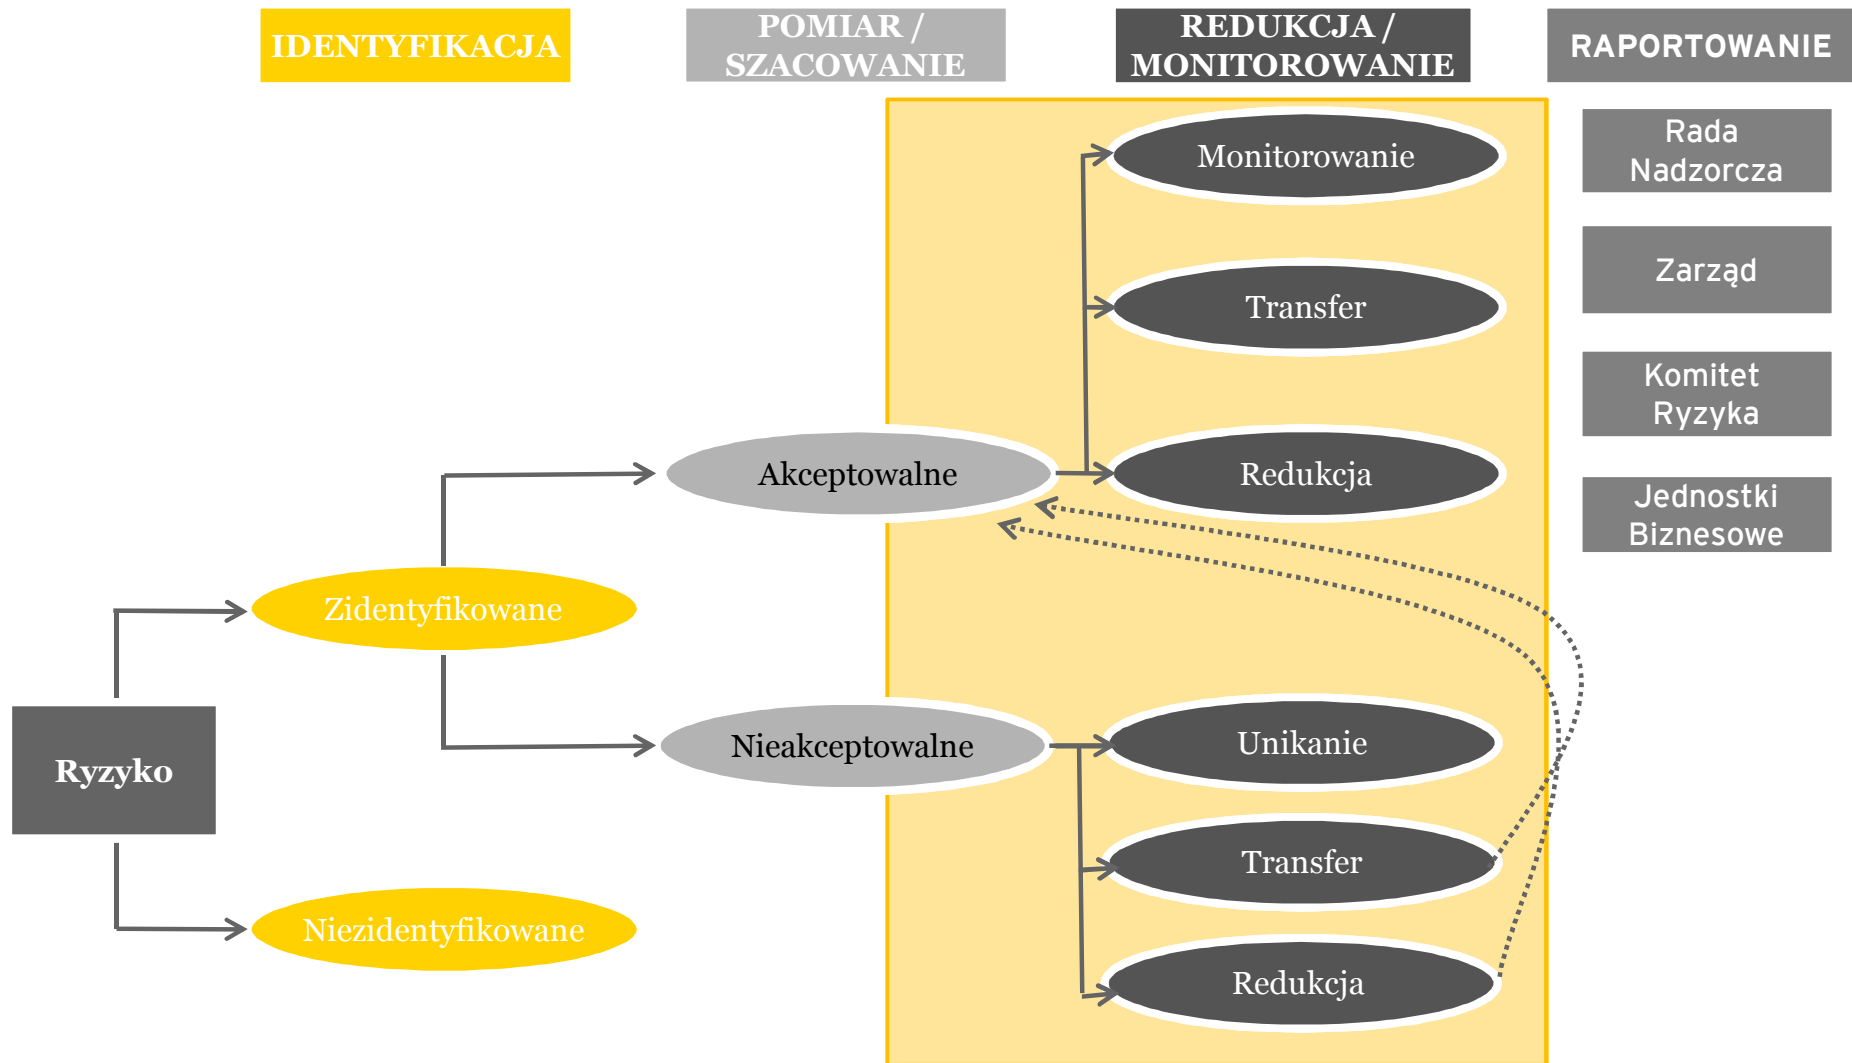 IDENTYFIKACJA
POMIAR /
SZACOWANIE
REDUKCJA /
MONITOROWANIE
RAPORTOWANIE
Monitorowanie
Rada
Nadzorcza
Transfer
Zarząd
Komitet
Ryzyka
Akceptowalne
Redukcja
Jednostki
Biznesowe
Zidentyfikowane
Nieakceptowalne
Unikanie
Ryzyko
Transfer
Niezidentyfikowane
Redukcja